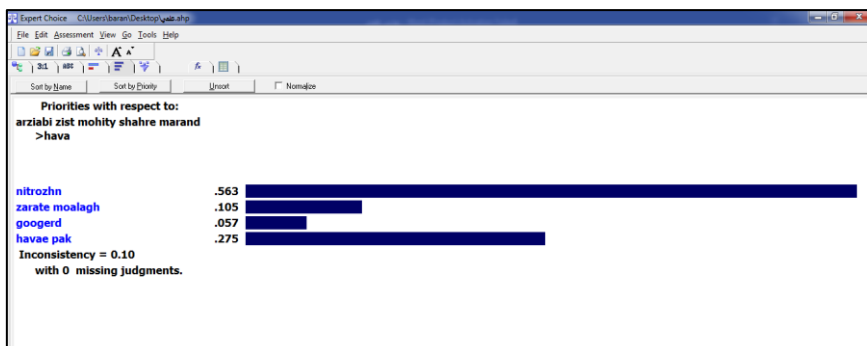 Expert Choice C:\Users\baran\Desktop\علمی.ahp
File Edit Assessment View Go Tools Help
A A
3:1 ABC
Sort by Name Sort by Priority Unsort Normalize
Priorities with respect to:
arziabi zist mohity shahre marand
>hava
nitrozhn .563
zarate moalagh .105
googerd .057
havae pak .275
Inconsistency = 0.10
with 0 missing judgments.